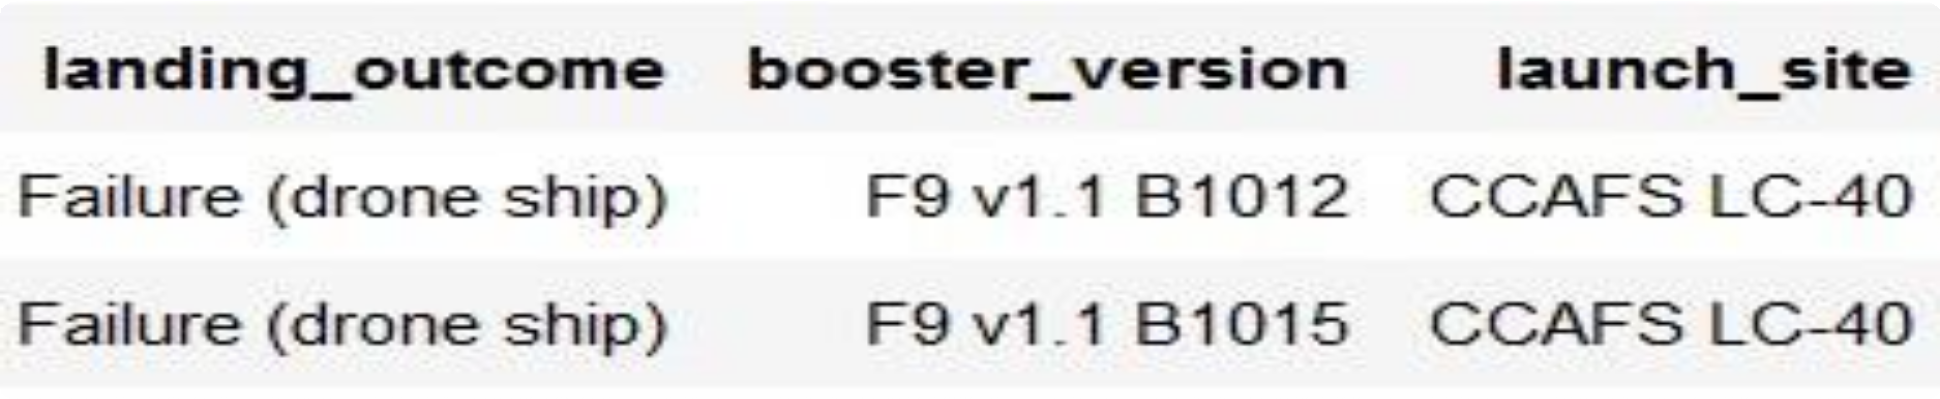 landing_outcome booster_version launch_site
Failure (drone ship) F9 v1.1 B1012 CCAFS LC-40
Failure (drone ship) F9 v1.1 B1015 CCAFS LC-40